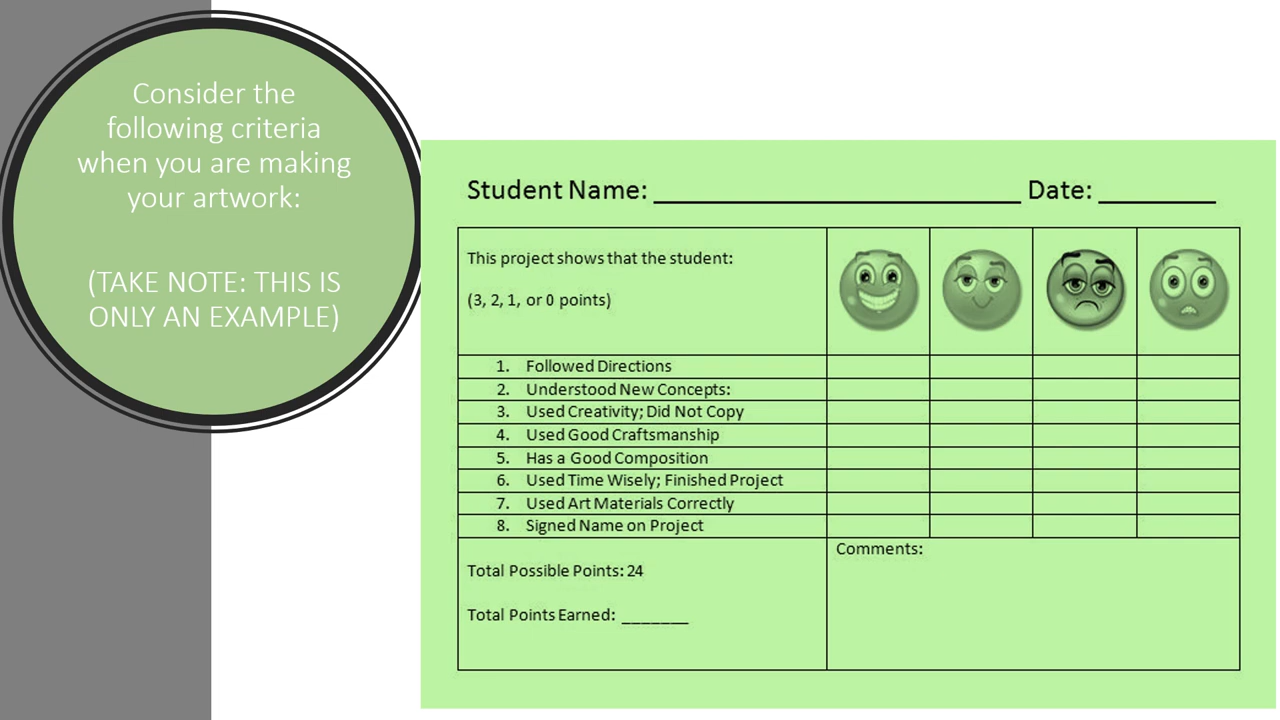 Consider the
following criteria
when you are making
your artwork:
(TAKE NOTE: THIS IS
ONLY AN EXAMPLE)
Student Name: ______________________ Date: _______
This project shows that the student:
(3, 2, 1, or 0 points)
1. Followed Directions
2. Understood New Concepts:
3. Used Creativity; Did Not Copy
4. Used Good Craftsmanship
5. Has a Good Composition
6. Used Time Wisely; Finished Project
7. Used Art Materials Correctly
8. Signed Name on Project
Total Possible Points: 24
Total Points Earned: _______
Comments: